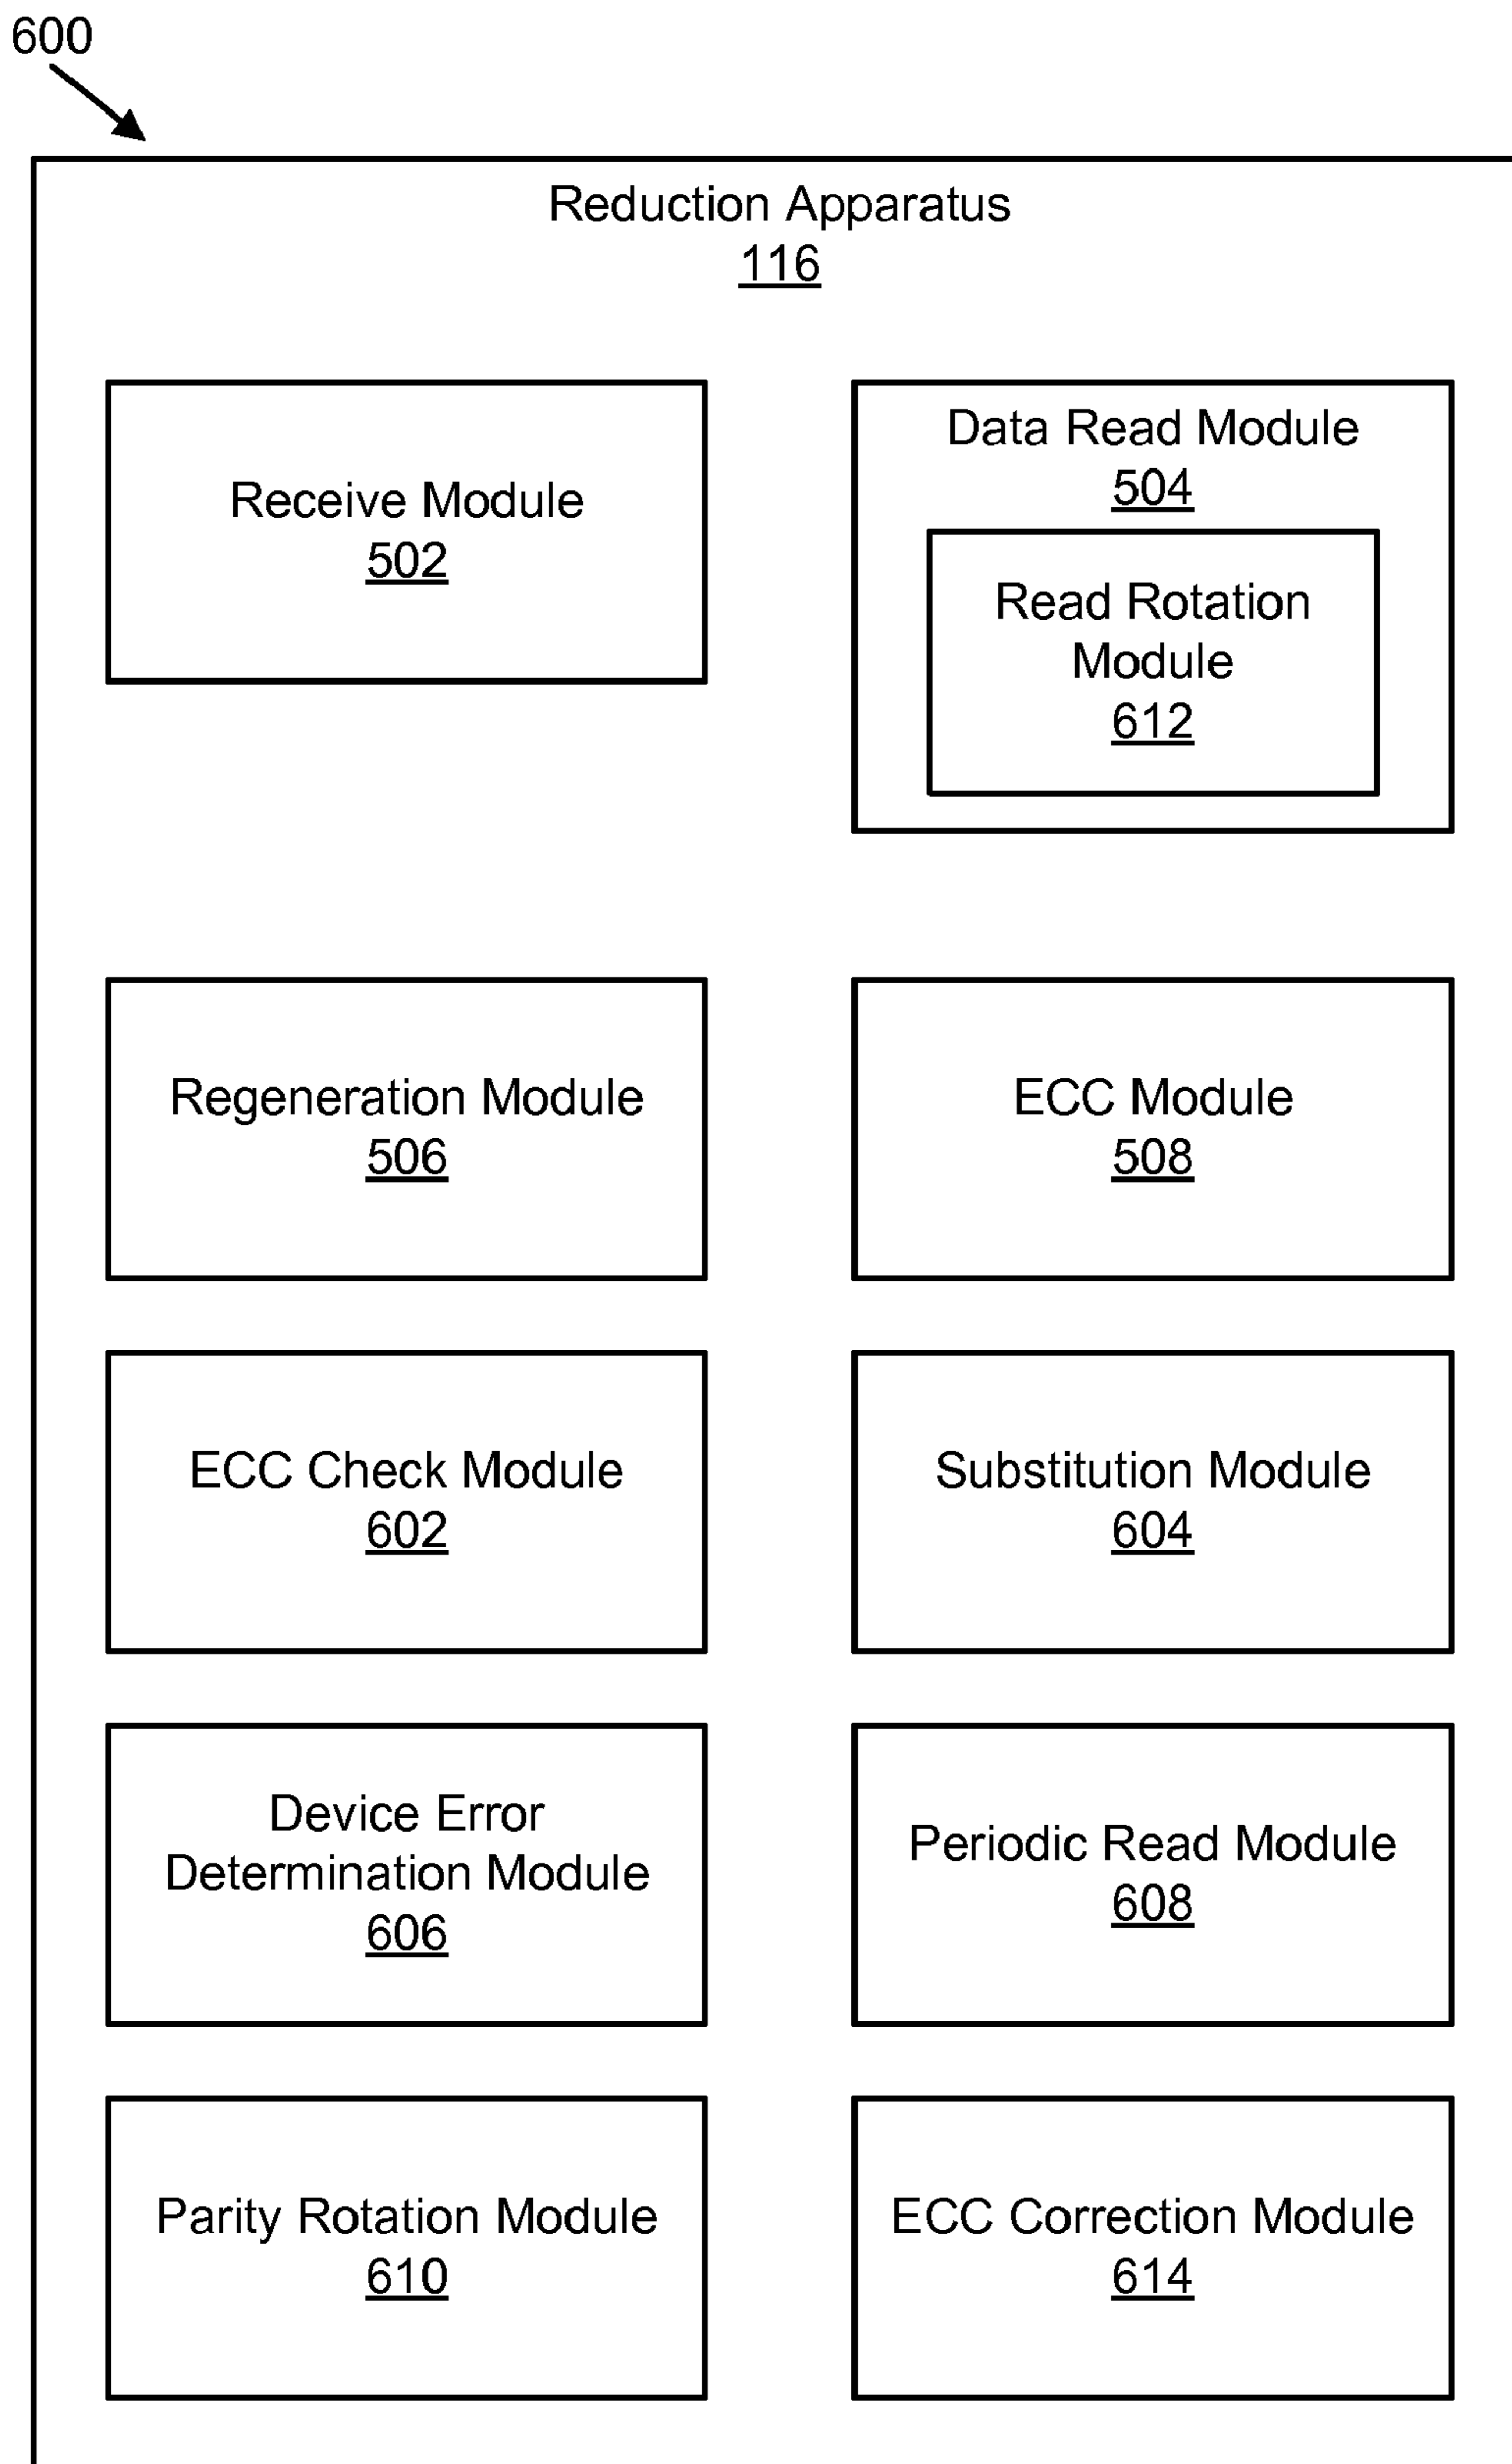 600
Reduction Apparatus
116
Receive Module
502
Data Read Module
504
Read Rotation
Module
612
Regeneration Module
506
ECC Module
508
ECC Check Module
602
Substitution Module
604
Device Error
Determination Module
606
Periodic Read Module
608
Parity Rotation Module
610
ECC Correction Module
614